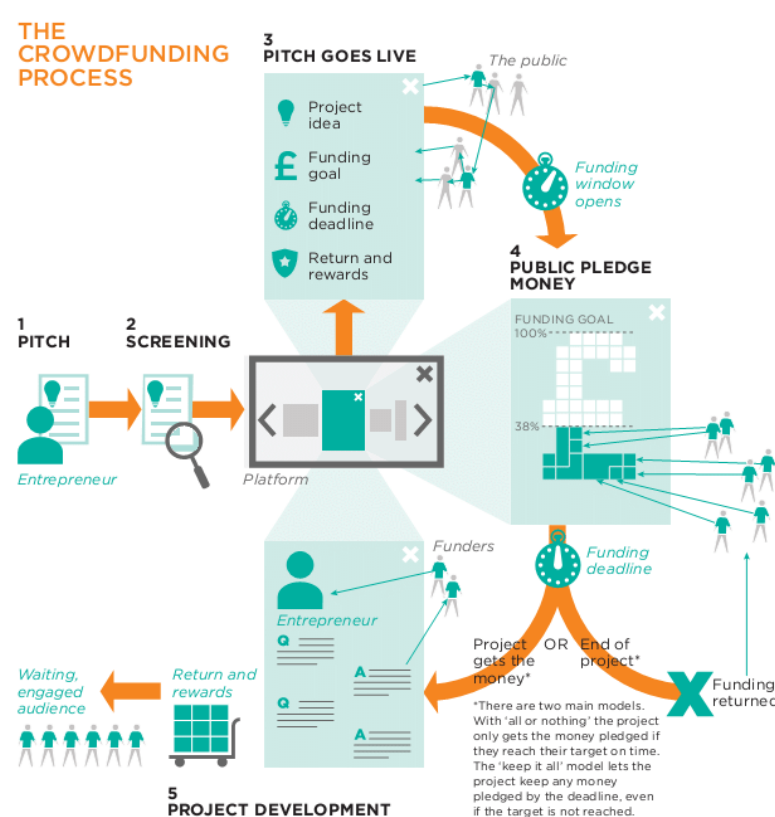 THE
CROWDFUNDING
PROCESS
3
PITCH GOES LIVE
The public
Project
idea
£
Funding
goal
Funding
deadline
Return and
rewards
Funding
window
opens
4
PUBLIC PLEDGE
MONEY
FUNDING GOAL
100%
38%
1
PITCH
2
SCREENING
Entrepreneur
Platform
Funders
Entrepreneur
Q
A
Q
A
Funding
deadline
Project
gets the
money*
OR
End of
project*
Funding
returned
*There are two main models.
With ‘all or nothing’ the project
only gets the money pledged if
they reach their target on time.
The ‘keep it all’ model lets the
project keep any money
pledged by the deadline, even
if the target is not reached.
Waiting,
engaged
audience
Return and
rewards
5
PROJECT DEVELOPMENT